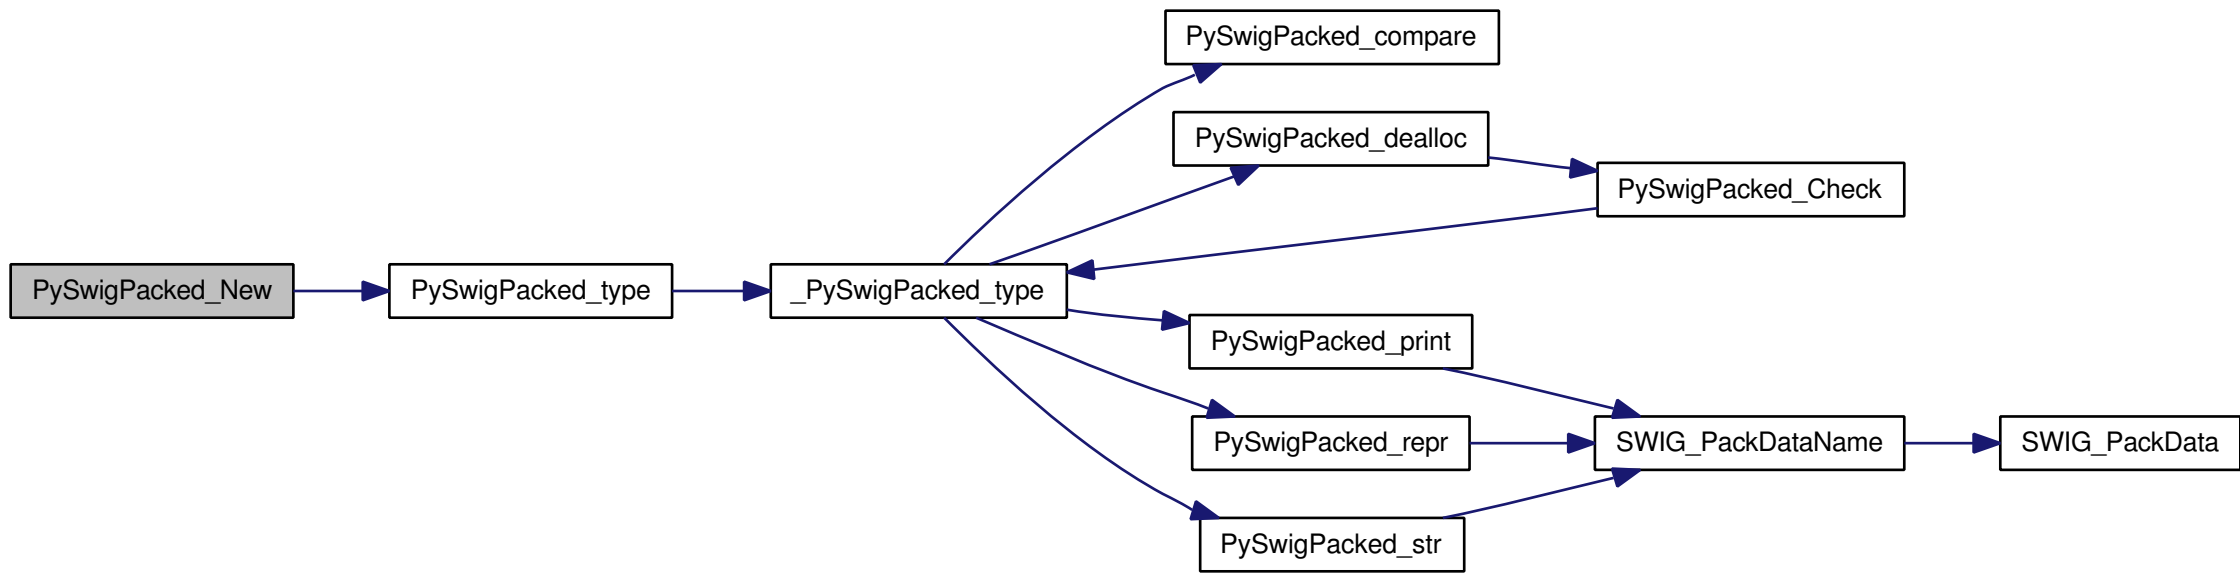 PySwigPacked_compare
PySwigPacked_dealloc
PySwigPacked_Check
PySwigPacked_New
PySwigPacked_type
_PySwigPacked_type
PySwigPacked_print
PySwigPacked_repr
SWIG_PackDataName
SWIG_PackData
PySwigPacked_str